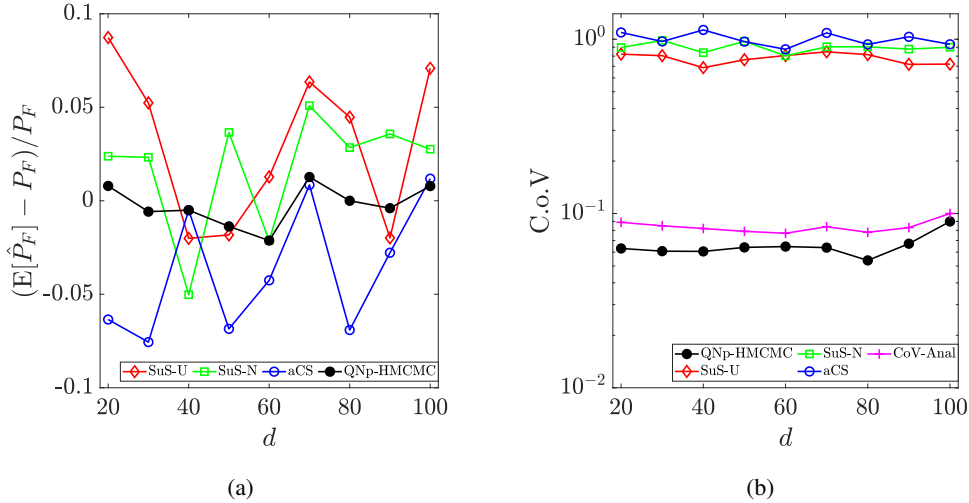 0.1
0.05
0
-0.05
-0.1
(E[P̂_F] − P_F)/P_F
SuS-U SuS-N aCS QNp-HMCMC
20 40 60 80 100
d
(a)
10^0
10^-1
10^-2
C.o.V
QNp-HMCMC SuS-N CoV-Anal
SuS-U aCS
20 40 60 80 100
d
(b)